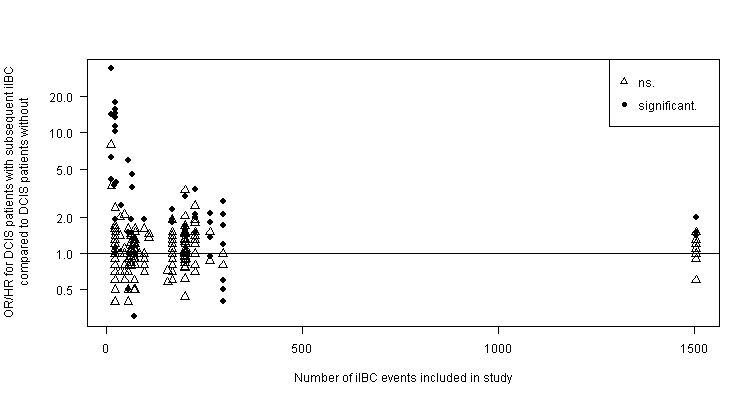 OR/HR for DCIS patients with subsequent iIBC
compared to DCIS patients without
20.0
10.0
5.0
2.0
1.0
0.5
ns.
significant.
0
500
1000
1500
Number of iIBC events included in study